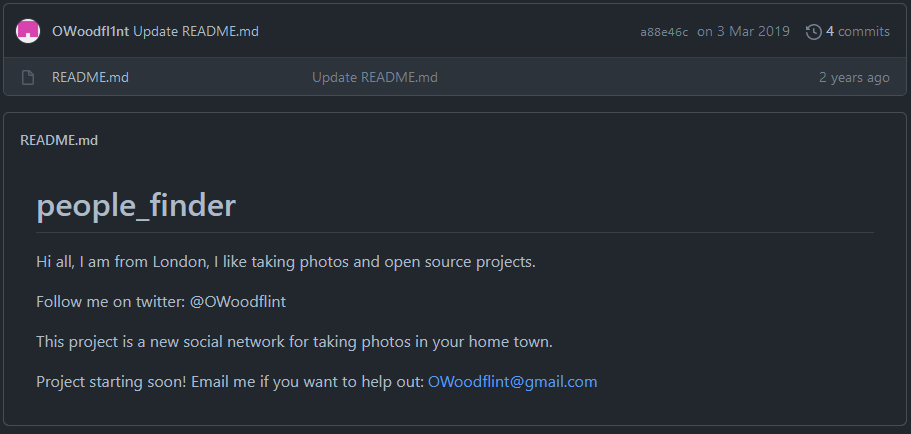 OWoodfl1nt Update README.md a88e46c on 3 Mar 2019 4 commits
README.md Update README.md 2 years ago
README.md
people_finder
Hi all, I am from London, I like taking photos and open source projects.
Follow me on twitter: @OWoodflint
This project is a new social network for taking photos in your home town.
Project starting soon! Email me if you want to help out: OWoodflint@gmail.com